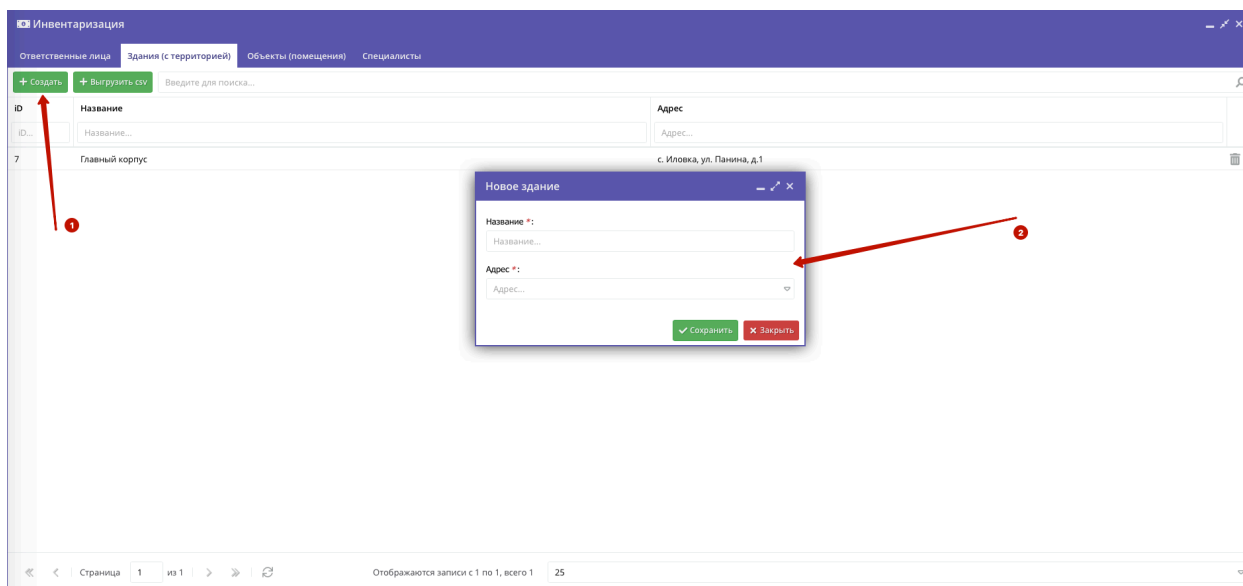 Инвентаризация
Ответственные лица Здания (с территорией) Объекты (помещения) Специалисты
+ Создать + Выгрузить csv Введите для поиска...
iD Название Адрес
iD... Название... Адрес...
7 Главный корпус с. Иловка, ул. Панина, д.1
Новое здание
Название *:
Название...
1
2
Адрес *:
Адрес...
Сохранить Закрыть
Страница 1 из 1 Отображаются записи с 1 по 1, всего 1 25